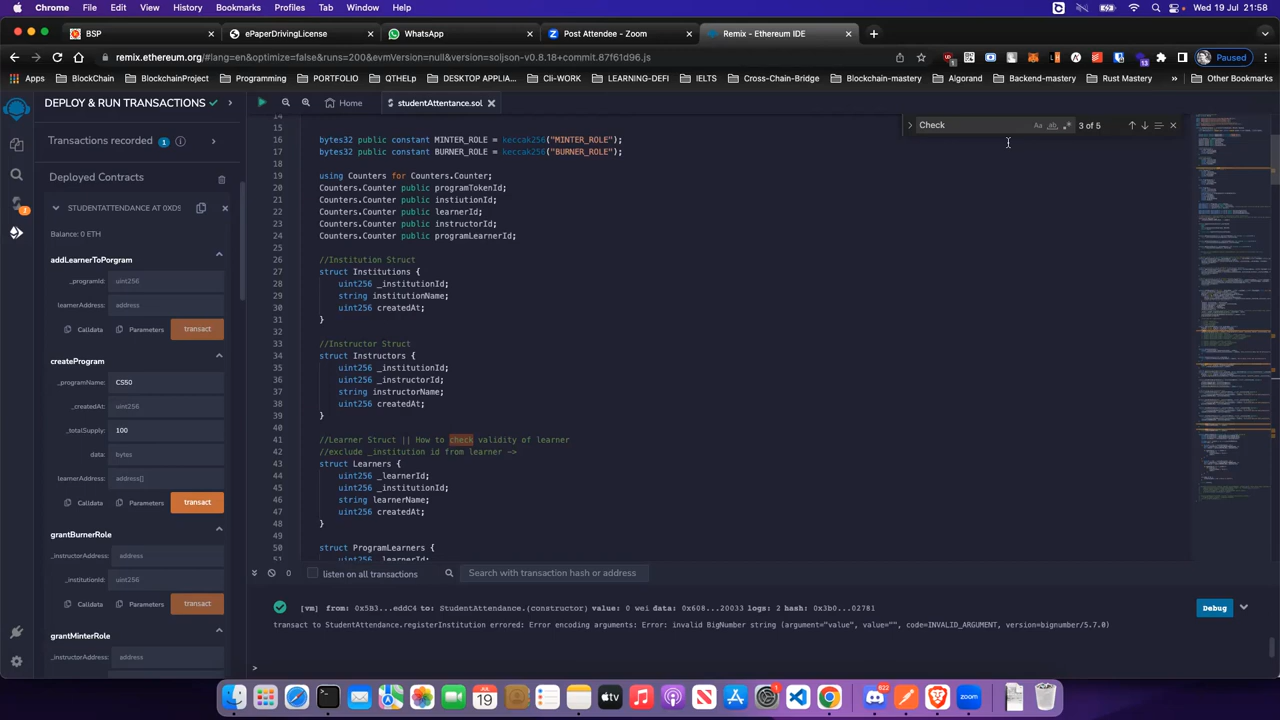 Chrome File Edit View History Bookmarks Profiles Tab Window Help Wed 19 Jul 21:58
BSP ePaperDrivingLicense WhatsApp Post Attendee - Zoom Remix - Ethereum IDE
remix.ethereum.org/#lang=en&optimize=false&runs=200&evmVersion=null&version=soljson-v0.8.18+commit.87f61d96.js Paused
Apps BlockChain BlockchainProject Programming PORTFOLIO QTHelp DESKTOP APPLIA... Cli-WORK LEARNING-DEFI IELTS Cross-Chain-Bridge Blockchain-mastery Algorand Backend-mastery Rust Mastery » Other Bookmarks
DEPLOY & RUN TRANSACTIONS
Home studentAttentance.sol
Transactions recorded 1
Deployed Contracts
STUDENTATTENDANCE AT 0XD9
Balance: 0 ETH
addLearnerToPorgram
_programId: uint256
learnerAddress: address
Calldata Parameters transact
createProgram
_programName: CS50
_createdAt: uint256
_totalSupply: 100
data: bytes
learnerAddress: address[]
Calldata Parameters transact
grantBurnerRole
_instructorAddress: address
_institutionId: uint256
Calldata Parameters transact
grantMinterRole
_instructorAddress: address
Check 3 of 5
14
15
16 bytes32 public constant MINTER_ROLE = keccak256("MINTER_ROLE");
17 bytes32 public constant BURNER_ROLE = keccak256("BURNER_ROLE");
18
19 using Counters for Counters.Counter;
20 Counters.Counter public programTokenId;
21 Counters.Counter public instiutionId;
22 Counters.Counter public learnerId;
23 Counters.Counter public instructorId;
24 Counters.Counter public programLearnerId;
25
26 //Institution Struct
27 struct Institutions {
28 uint256 _institutionId;
29 string institutionName;
30 uint256 createdAt;
31 }
32
33 //Instructor Struct
34 struct Instructors {
35 uint256 _institutionId;
36 uint256 _instructorId;
37 string instructorName;
38 uint256 createdAt;
39 }
40
41 //Learner Struct || How to check validity of learner
42 //exclude _institution id from learner ~>
43 struct Learners {
44 uint256 _learnerId;
45 uint256 _institutionId;
46 string learnerName;
47 uint256 createdAt;
48 }
49
50 struct ProgramLearners {
51 uint256 _learnerId;
0 listen on all transactions Search with transaction hash or address
[vm] from: 0x5B3...eddC4 to: StudentAttendance.(constructor) value: 0 wei data: 0x608...20033 logs: 2 hash: 0x3b0...02781 Debug
transact to StudentAttendance.registerInstitution errored: Error encoding arguments: Error: invalid BigNumber string (argument="value", value="", code=INVALID_ARGUMENT, version=bignumber/5.7.0)
>